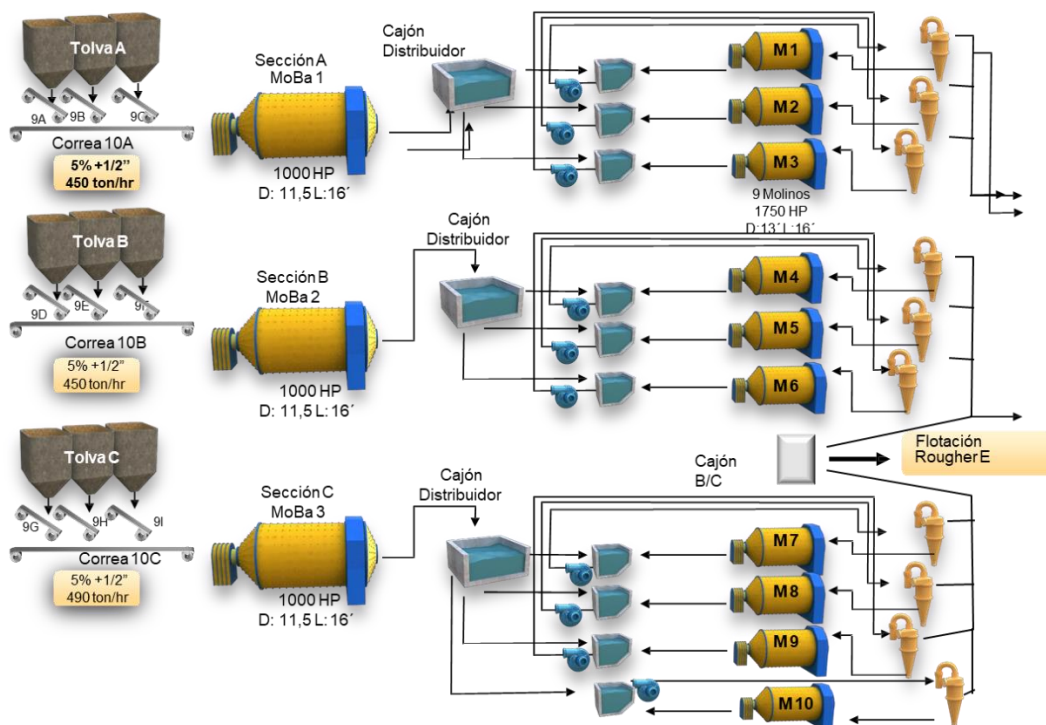 Tolva A
9A
9B
9C
Correa 10A
5% +1/2”
450 ton/hr
Sección A
MoBa 1
1000 HP
D: 11,5 L:16´
Cajón
Distribuidor
M1
M2
M3
9 Molinos
1750 HP
D:13´L:16´
Tolva B
9D
9E
9F
Correa 10B
5% +1/2”
450 ton/hr
Sección B
MoBa 2
1000 HP
D: 11,5 L:16´
Cajón
Distribuidor
M4
M5
M6
Cajón
B/C
Flotación
Rougher E
Tolva C
9G
9H
9I
Correa 10C
5% +1/2”
490 ton/hr
Sección C
MoBa 3
1000 HP
D: 11,5 L:16´
Cajón
Distribuidor
M7
M8
M9
M10